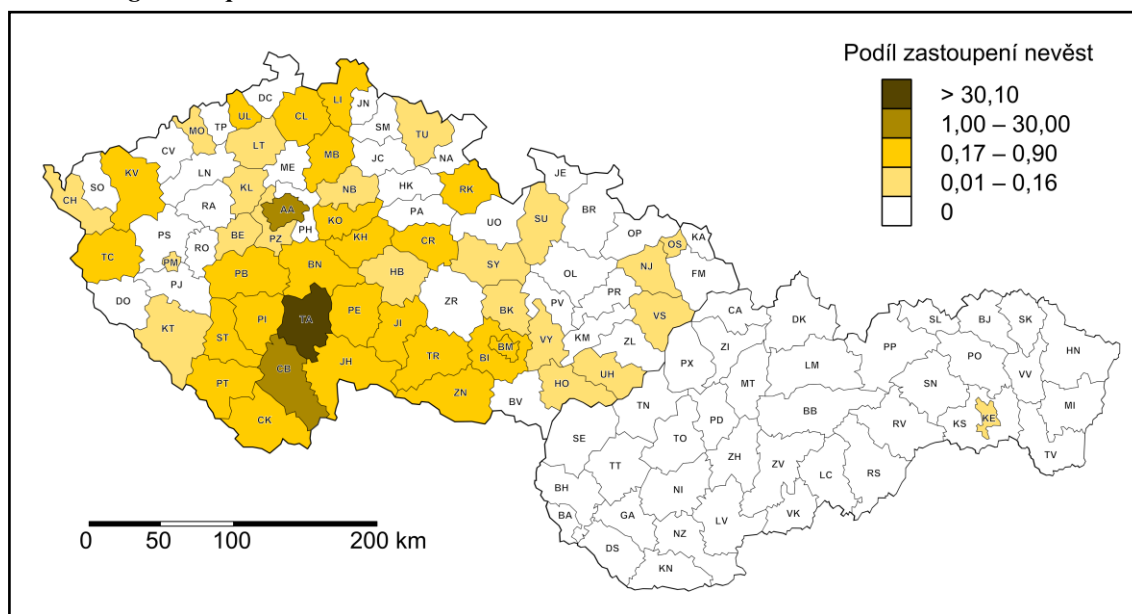 Podíl zastoupení nevěst
> 30,10
1,00 – 30,00
0,17 – 0,90
0,01 – 0,16
0
DC
LI
JN
UL
CL
SM
TU
MO
TP
LT
CV
ME
MB
JC
NA
SO
KV
LN
KL
NB
HK
RK
JE
CH
RA
AA
PA
BR
KO
PH
UO
SU
OP
OS
KA
PS
RO
BE
PZ
KH
CR
TC
PM
PB
BN
HB
SY
OL
NJ
FM
DO
PJ
ZR
PV
PR
CA
DK
SL
BJ
SK
KT
ST
PI
TA
PE
JI
BK
VS
PP
HN
TR
BI
BM
VY
KM
ZL
PX
ZI
LM
PO
VV
PT
CB
JH
ZN
HO
UH
MT
SN
MI
CK
BV
TN
PD
BB
RV
KS
KE
SE
TO
TV
TT
ZH
ZV
LC
RS
BH
NI
BA
GA
NZ
LV
VK
DS
KN
0 50 100 200 km